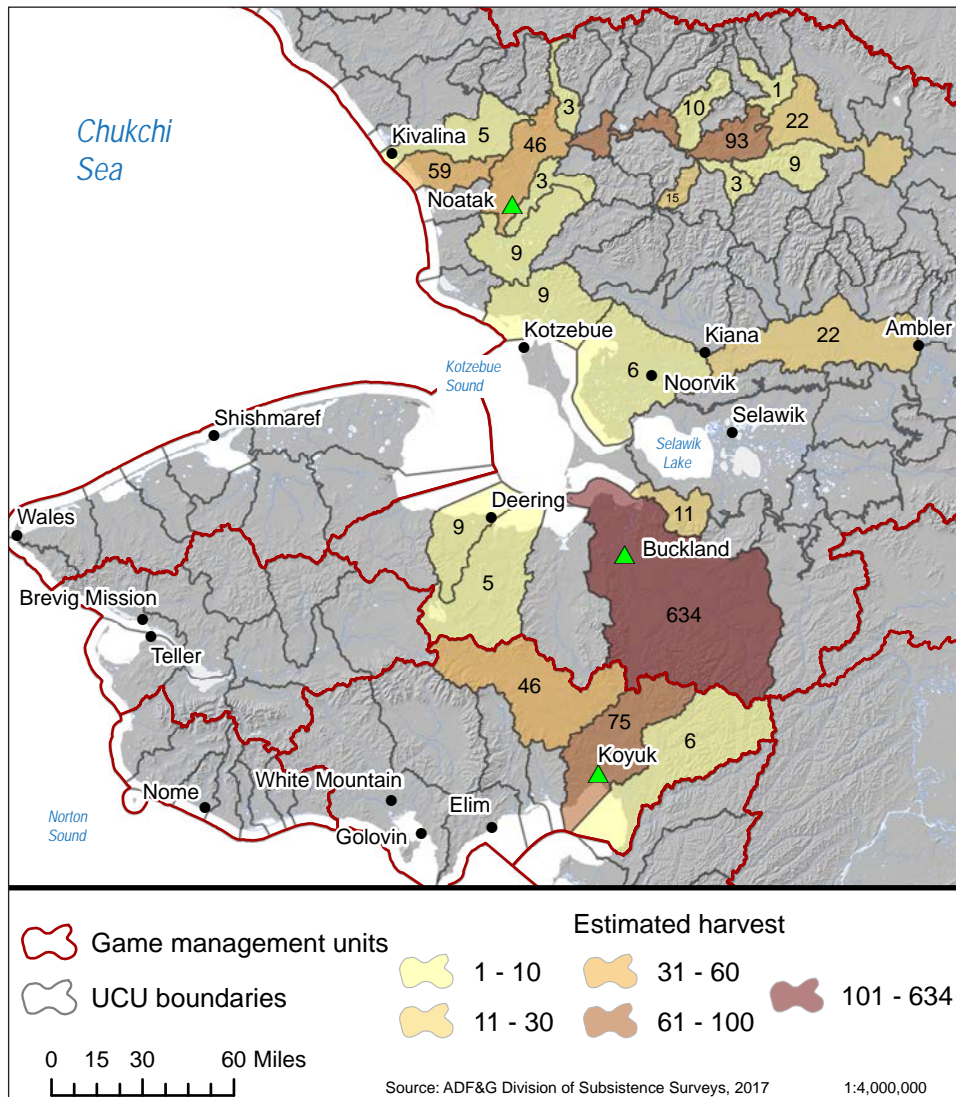 Chukchi
Sea
1
3
10
22
Kivalina
5
46
93
59
9
3
3
15
Noatak
9
9
Kotzebue
Kiana
22
Ambler
Kotzebue
Sound
6
Noorvik
Shishmaref
Selawik
Selawik
Lake
Wales
Deering
9
11
Buckland
5
Brevig Mission
634
Teller
46
75
6
Koyuk
White Mountain
Nome
Elim
Norton
Sound
Golovin
Game management units
UCU boundaries
0 15 30 60 Miles
Estimated harvest
1 - 10
31 - 60
101 - 634
11 - 30
61 - 100
Source: ADF&G Division of Subsistence Surveys, 2017
1:4,000,000